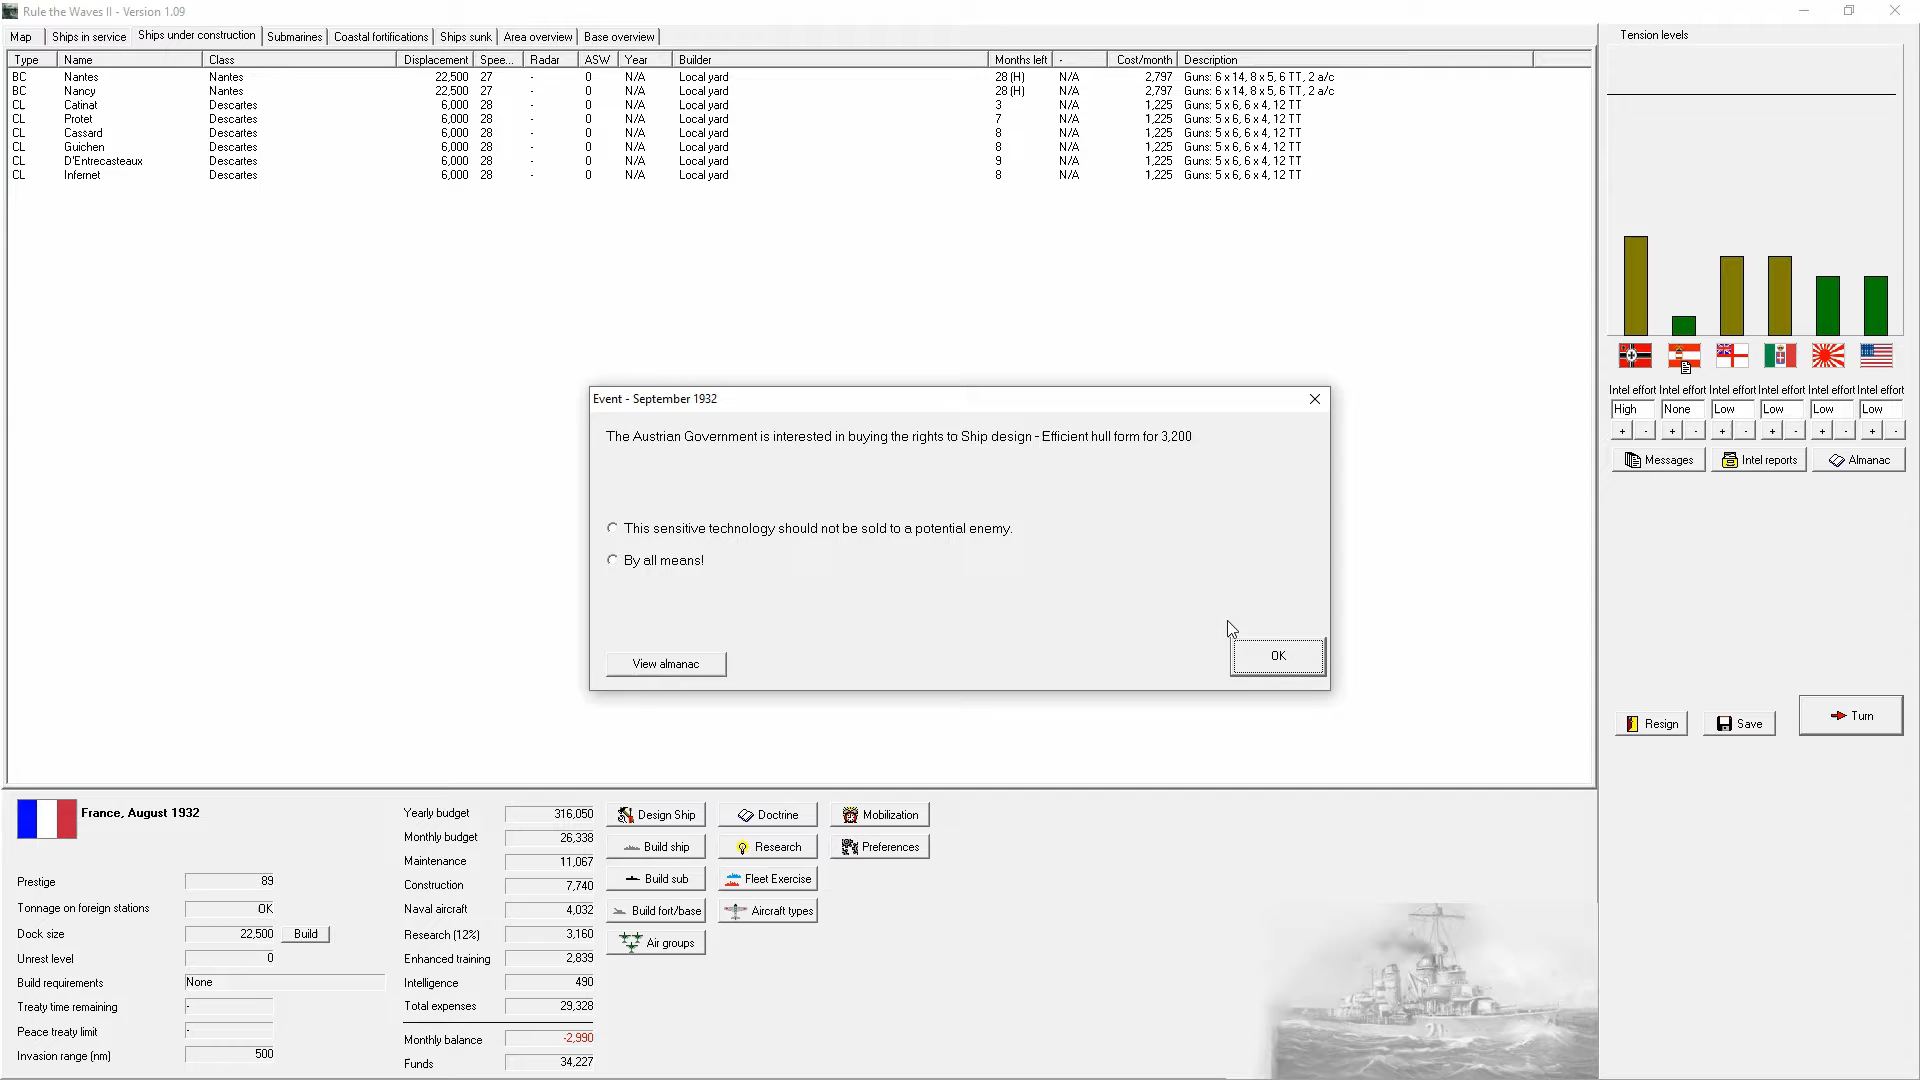 Rule the Waves II - Version 1.09
Map Ships in service Ships under construction Submarines Coastal fortifications Ships sunk Area overview Base overview
Type Name Class Displacement Spee... Radar ASW Year Builder Months left - Cost/month Description
BC Nantes Nantes 22,500 27 - 0 N/A Local yard 28 (H) N/A 2,797 Guns: 6 x 14, 8 x 5, 6 TT, 2 a/c
BC Nancy Nantes 22,500 27 - 0 N/A Local yard 28 (H) N/A 2,797 Guns: 6 x 14, 8 x 5, 6 TT, 2 a/c
CL Catinat Descartes 6,000 28 - 0 N/A Local yard 3 N/A 1,225 Guns: 5 x 6, 6 x 4, 12 TT
CL Protet Descartes 6,000 28 - 0 N/A Local yard 7 N/A 1,225 Guns: 5 x 6, 6 x 4, 12 TT
CL Cassard Descartes 6,000 28 - 0 N/A Local yard 8 N/A 1,225 Guns: 5 x 6, 6 x 4, 12 TT
CL Guichen Descartes 6,000 28 - 0 N/A Local yard 8 N/A 1,225 Guns: 5 x 6, 6 x 4, 12 TT
CL D'Entrecasteaux Descartes 6,000 28 - 0 N/A Local yard 9 N/A 1,225 Guns: 5 x 6, 6 x 4, 12 TT
CL Infernet Descartes 6,000 28 - 0 N/A Local yard 8 N/A 1,225 Guns: 5 x 6, 6 x 4, 12 TT
Tension levels
Intel effort Intel effort Intel effort Intel effort Intel effort Intel effort
High None Low Low Low Low
+ - + - + - + - + - + -
Messages Intel reports Almanac
Event - September 1932
The Austrian Government is interested in buying the rights to Ship design - Efficient hull form for 3,200
This sensitive technology should not be sold to a potential enemy.
By all means!
View almanac
OK
Resign Save Turn
France, August 1932
Prestige 89
Tonnage on foreign stations OK
Dock size 22,500 Build
Unrest level 0
Build requirements None
Treaty time remaining -
Peace treaty limit -
Invasion range (nm) 500
Yearly budget 316,050
Monthly budget 26,338
Maintenance 11,067
Construction 7,740
Naval aircraft 4,032
Research (12%) 3,160
Enhanced training 2,839
Intelligence 490
Total expenses 29,328
Monthly balance -2,990
Funds 34,227
Design Ship Doctrine Mobilization
Build ship Research Preferences
Build sub Fleet Exercise
Build fort/base Aircraft types
Air groups